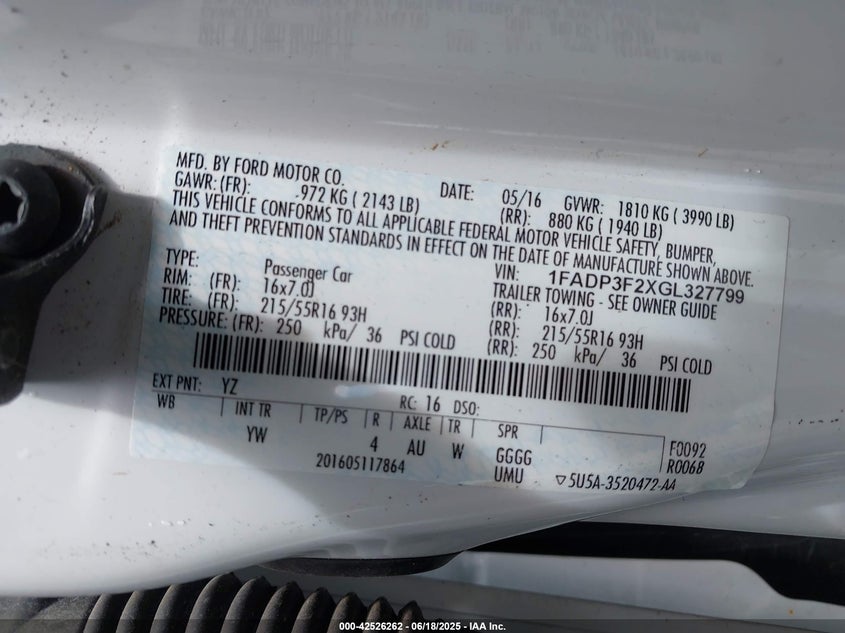 MFD. BY FORD MOTOR CO. DATE: 05/16 GVWR: 1810 KG ( 3990 LB)
GAWR: (FR): 972 KG ( 2143 LB) (RR): 880 KG ( 1940 LB)
THIS VEHICLE CONFORMS TO ALL APPLICABLE FEDERAL MOTOR VEHICLE SAFETY, BUMPER,
AND THEFT PREVENTION STANDARDS IN EFFECT ON THE DATE OF MANUFACTURE SHOWN ABOVE.
VIN: 1FADP3F2XGL327799
TYPE: Passenger Car TRAILER TOWING - SEE OWNER GUIDE
RIM: (FR): 16x7.0J (RR): 16x7.0J
TIRE: (FR): 215/55R16 93H (RR): 215/55R16 93H
PRESSURE: (FR): 250 kPa/ 36 PSI COLD (RR): 250 kPa/ 36 PSI COLD
EXT PNT: YZ RC: 16 DSO:
WB INT TR TP/PS R AXLE TR SPR
YW 4 AU W GGGG F0092
UMU R0068
201605117864 ▽5U5A-3520472-AA
000-42526262 - 06/18/2025 - IAA Inc.